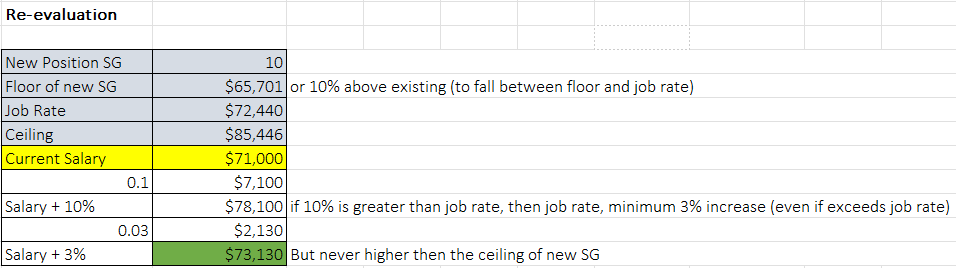 Re-evaluation
New Position SG 10
Floor of new SG $65,701 or 10% above existing (to fall between floor and job rate)
Job Rate $72,440
Ceiling $85,446
Current Salary $71,000
0.1 $7,100
Salary + 10% $78,100 if 10% is greater than job rate, then job rate, minimum 3% increase (even if exceeds job rate)
0.03 $2,130
Salary + 3% $73,130 But never higher then the ceiling of new SG